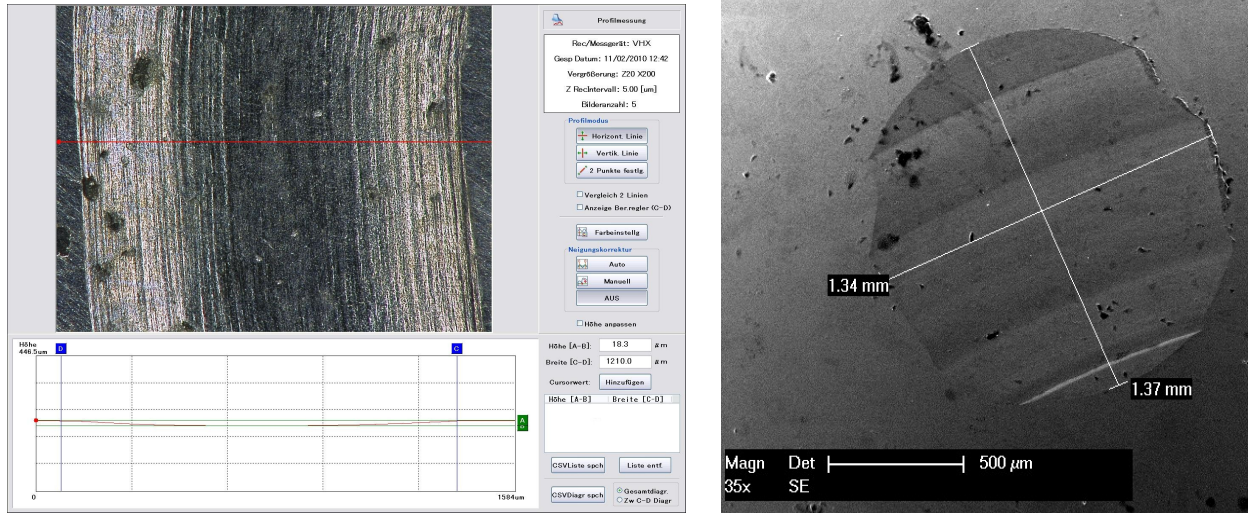 Profilmessung
Rec/Messgerät: VHX
Gesp Datum: 11/02/2010 12:42
Vergrößerung: Z20 X200
Z RecIntervall: 5.00 [um]
Bilderanzahl: 5
Profilmodus
Horizont. Linie
Vertik. Linie
2 Punkte festlg.
Vergleich 2 Linien
Anzeige Ber.regler (C-D)
Farbeinstellg
Neigungskorrektur
Auto
Manuell
AUS
Höhe anpassen
Höhe
446.5um
D
C
A
0
1584um
Höhe [A-B]: 18.3 μm
Breite [C-D]: 1210.0 μm
Cursorwert: Hinzufügen
Höhe [A-B] Breite [C-D]
CSVListe spch Liste entf.
CSVDiagr spch
Gesamtdiagr.
Zw C-D Diagr
1.34 mm
1.37 mm
Magn Det 500 μm
35x SE